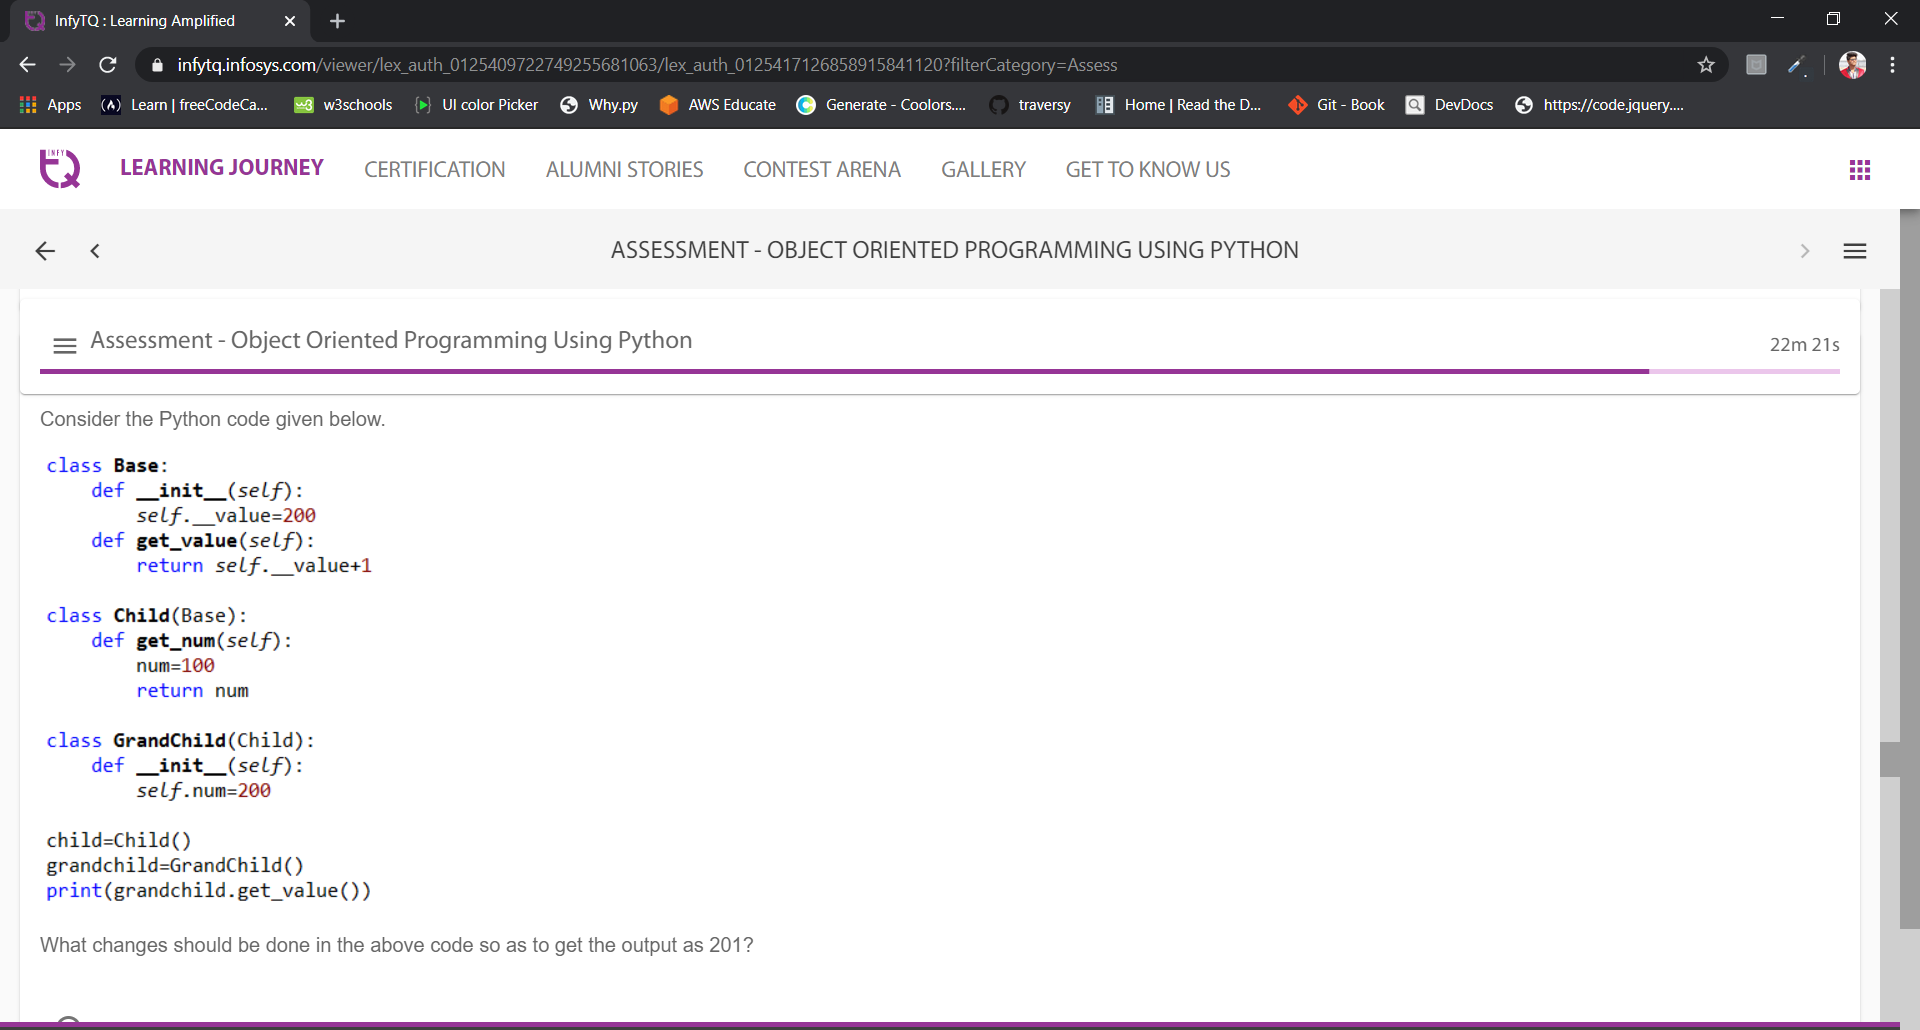 InfyTQ : Learning Amplified
infytq.infosys.com/viewer/lex_auth_0125409722749255681063/lex_auth_0125417126858915841120?filterCategory=Assess
Apps Learn | freeCodeCa... w3schools UI color Picker Why.py AWS Educate Generate - Coolors.... traversy Home | Read the D... Git - Book DevDocs https://code.jquery....
INFY TQ LEARNING JOURNEY CERTIFICATION ALUMNI STORIES CONTEST ARENA GALLERY GET TO KNOW US
ASSESSMENT - OBJECT ORIENTED PROGRAMMING USING PYTHON
Assessment - Object Oriented Programming Using Python 22m 21s
Consider the Python code given below.
class Base:
    def __init__(self):
        self.__value=200
    def get_value(self):
        return self.__value+1
class Child(Base):
    def get_num(self):
        num=100
        return num
class GrandChild(Child):
    def __init__(self):
        self.num=200
child=Child()
grandchild=GrandChild()
print(grandchild.get_value())
What changes should be done in the above code so as to get the output as 201?